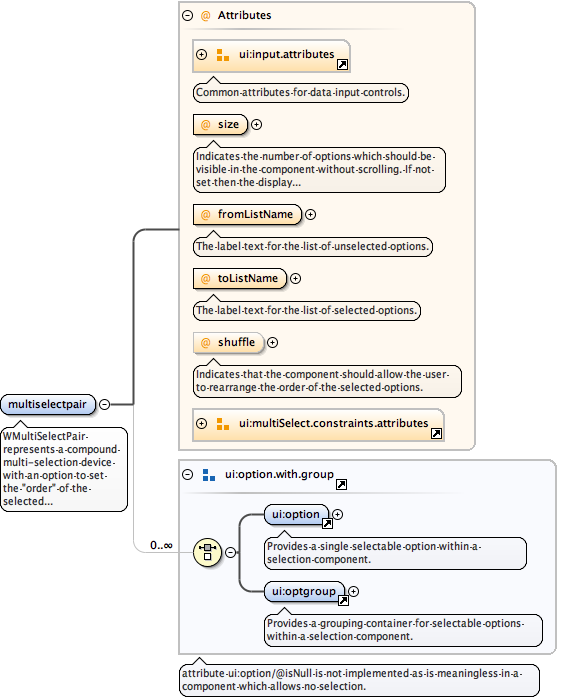 Attributes
ui:input.attributes
Common attributes for data input controls.
size
Indicates the number of options which should be
visible in the component without scrolling. If not
set then the display...
fromListName
The label text for the list of unselected options.
toListName
The label text for the list of selected options.
shuffle
Indicates that the component should allow the user
to rearrange the order of the selected options.
ui:multiSelect.constraints.attributes
multiselectpair
WMultiSelectPair
represents a compound
multi-selection device
with an option to set
the "order" of the
selected...
ui:option.with.group
0..∞
ui:option
Provides a single selectable option within a
selection component.
ui:optgroup
Provides a grouping container for selectable options
within a selection component.
attribute ui:option/@isNull is not implemented as is meaningless in a
component which allows no selection.